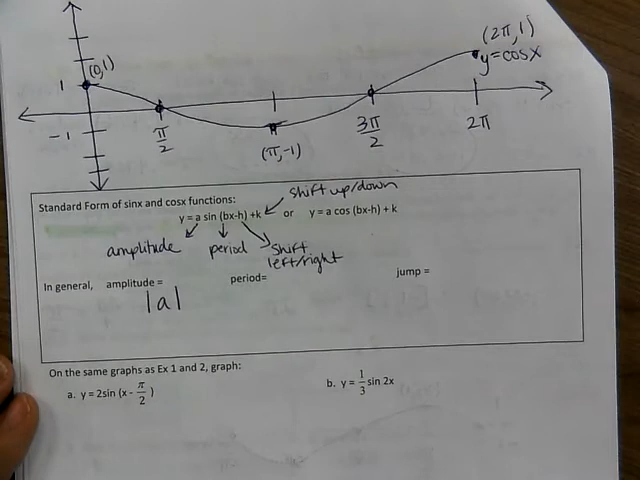 (2π, 1)
y=cosx
1
(0,1)
-1
π/2
(π,-1)
3π/2
2π
Standard Form of sinx and cosx functions:
shift up/down
y = a sin (bx-h) +k or y = a cos (bx-h) + k
amplitude period shift
left/right
In general, amplitude = period= jump =
|a|
On the same graphs as Ex 1 and 2, graph:
a. y = 2sin (x - π/2 ) b. y = 1/3 sin 2x